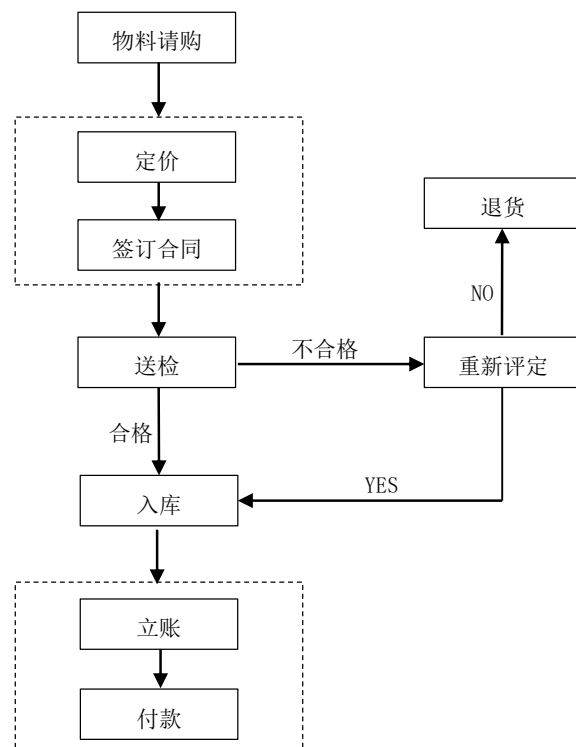 物料请购
定价
退货
签订合同
NO
不合格
送检
重新评定
合格
YES
入库
立账
付款